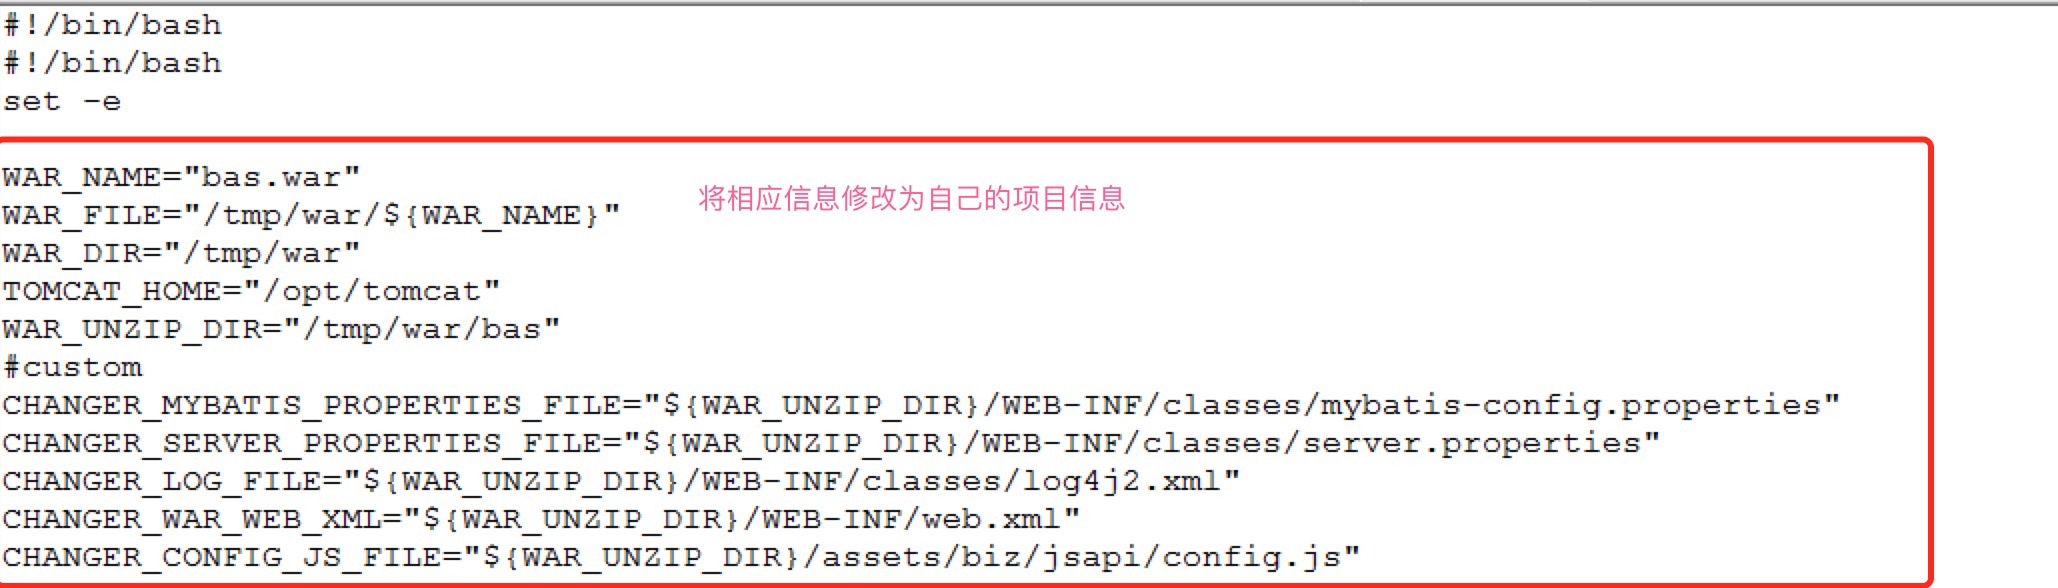 #!/bin/bash
#!/bin/bash
set -e
WAR_NAME="bas.war"
将相应信息修改为自己的项目信息
WAR_FILE="/tmp/war/${WAR_NAME}"
WAR_DIR="/tmp/war"
TOMCAT_HOME="/opt/tomcat"
WAR_UNZIP_DIR="/tmp/war/bas"
#custom
CHANGER_MYBATIS_PROPERTIES_FILE="${WAR_UNZIP_DIR}/WEB-INF/classes/mybatis-config.properties"
CHANGER_SERVER_PROPERTIES_FILE="${WAR_UNZIP_DIR}/WEB-INF/classes/server.properties"
CHANGER_LOG_FILE="${WAR_UNZIP_DIR}/WEB-INF/classes/log4j2.xml"
CHANGER_WAR_WEB_XML="${WAR_UNZIP_DIR}/WEB-INF/web.xml"
CHANGER_CONFIG_JS_FILE="${WAR_UNZIP_DIR}/assets/biz/jsapi/config.js"